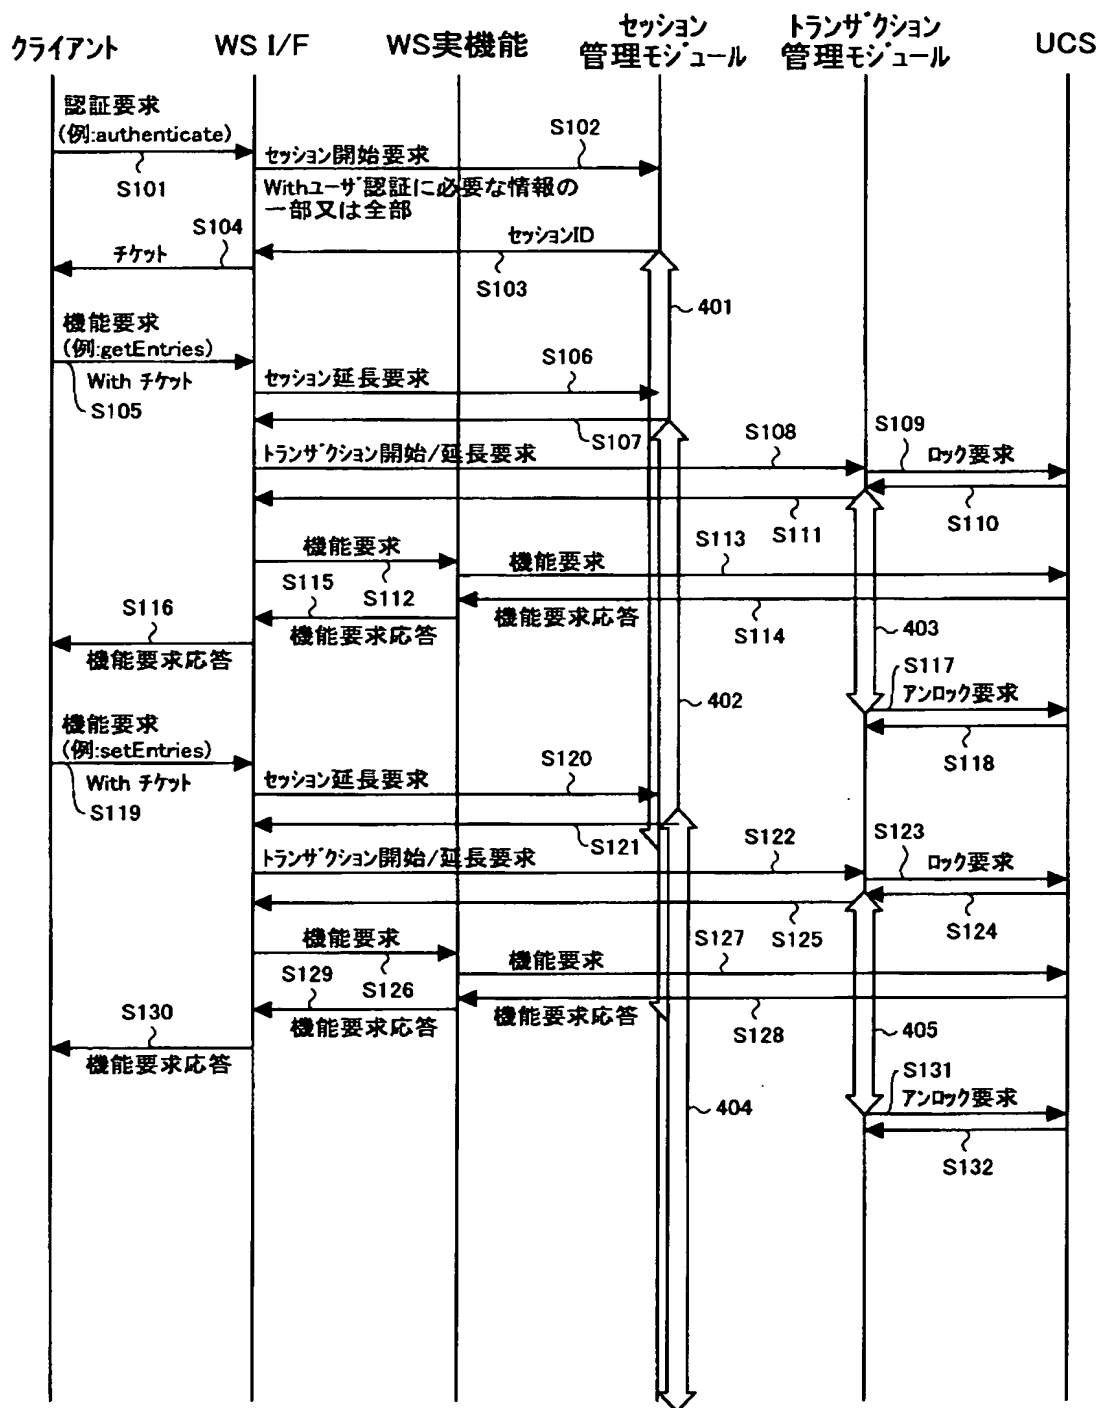 クライアント
WS I/F
WS実機能
セッション
管理モジュール
トランザクション
管理モジュール
UCS
認証要求
(例:authenticate)
S101
S102
セッション開始要求
Withユーザ認証に必要な情報の
一部又は全部
S104
チケット
セッションID
S103
401
機能要求
(例:getEntries)
With チケット
S105
S106
セッション延長要求
S107
S108
トランザクション開始/延長要求
S109
ロック要求
S111
S110
機能要求
S112
S113
機能要求
S115
機能要求応答
S114
機能要求応答
S116
機能要求応答
403
S117
アンロック要求
402
S118
機能要求
(例:setEntries)
With チケット
S119
S120
セッション延長要求
S121
S122
トランザクション開始/延長要求
S123
ロック要求
S125
S124
機能要求
S126
S127
機能要求
S129
機能要求応答
S128
機能要求応答
S130
機能要求応答
405
S131
アンロック要求
404
S132